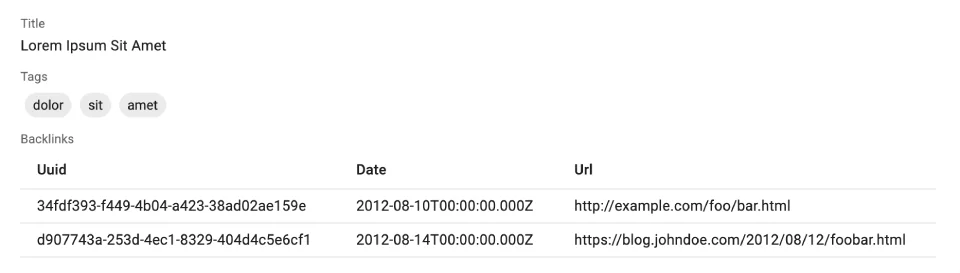 Title
Lorem Ipsum Sit Amet
Tags
dolor sit amet
Backlinks
Uuid Date Url
34fdf393-f449-4b04-a423-38ad02ae159e 2012-08-10T00:00:00.000Z http://example.com/foo/bar.html
d907743a-253d-4ec1-8329-404d4c5e6cf1 2012-08-14T00:00:00.000Z https://blog.johndoe.com/2012/08/12/foobar.html